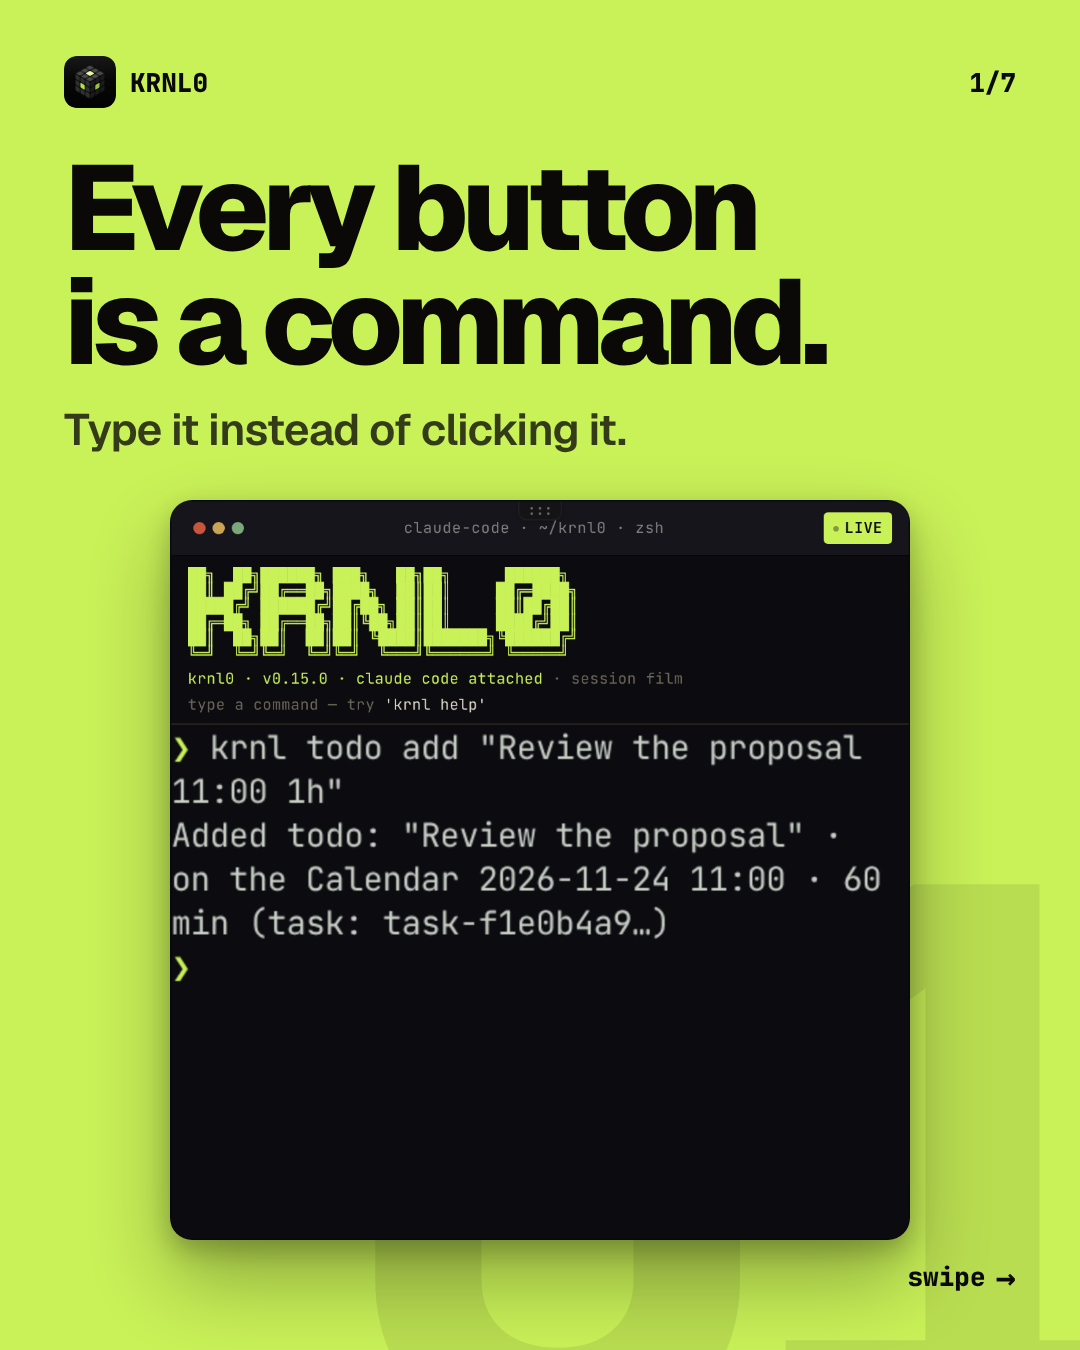 KRNL0
1/7
Every button
is a command.
Type it instead of clicking it.
:::
claude-code · ~/krnl0 · zsh
LIVE
KRNL0
krnl0 · v0.15.0 · claude code attached · session film
type a command — try 'krnl help'
❯ krnl todo add "Review the proposal
11:00 1h"
Added todo: "Review the proposal" ·
on the Calendar 2026-11-24 11:00 · 60
min (task: task-f1e0b4a9…)
❯
01
swipe →